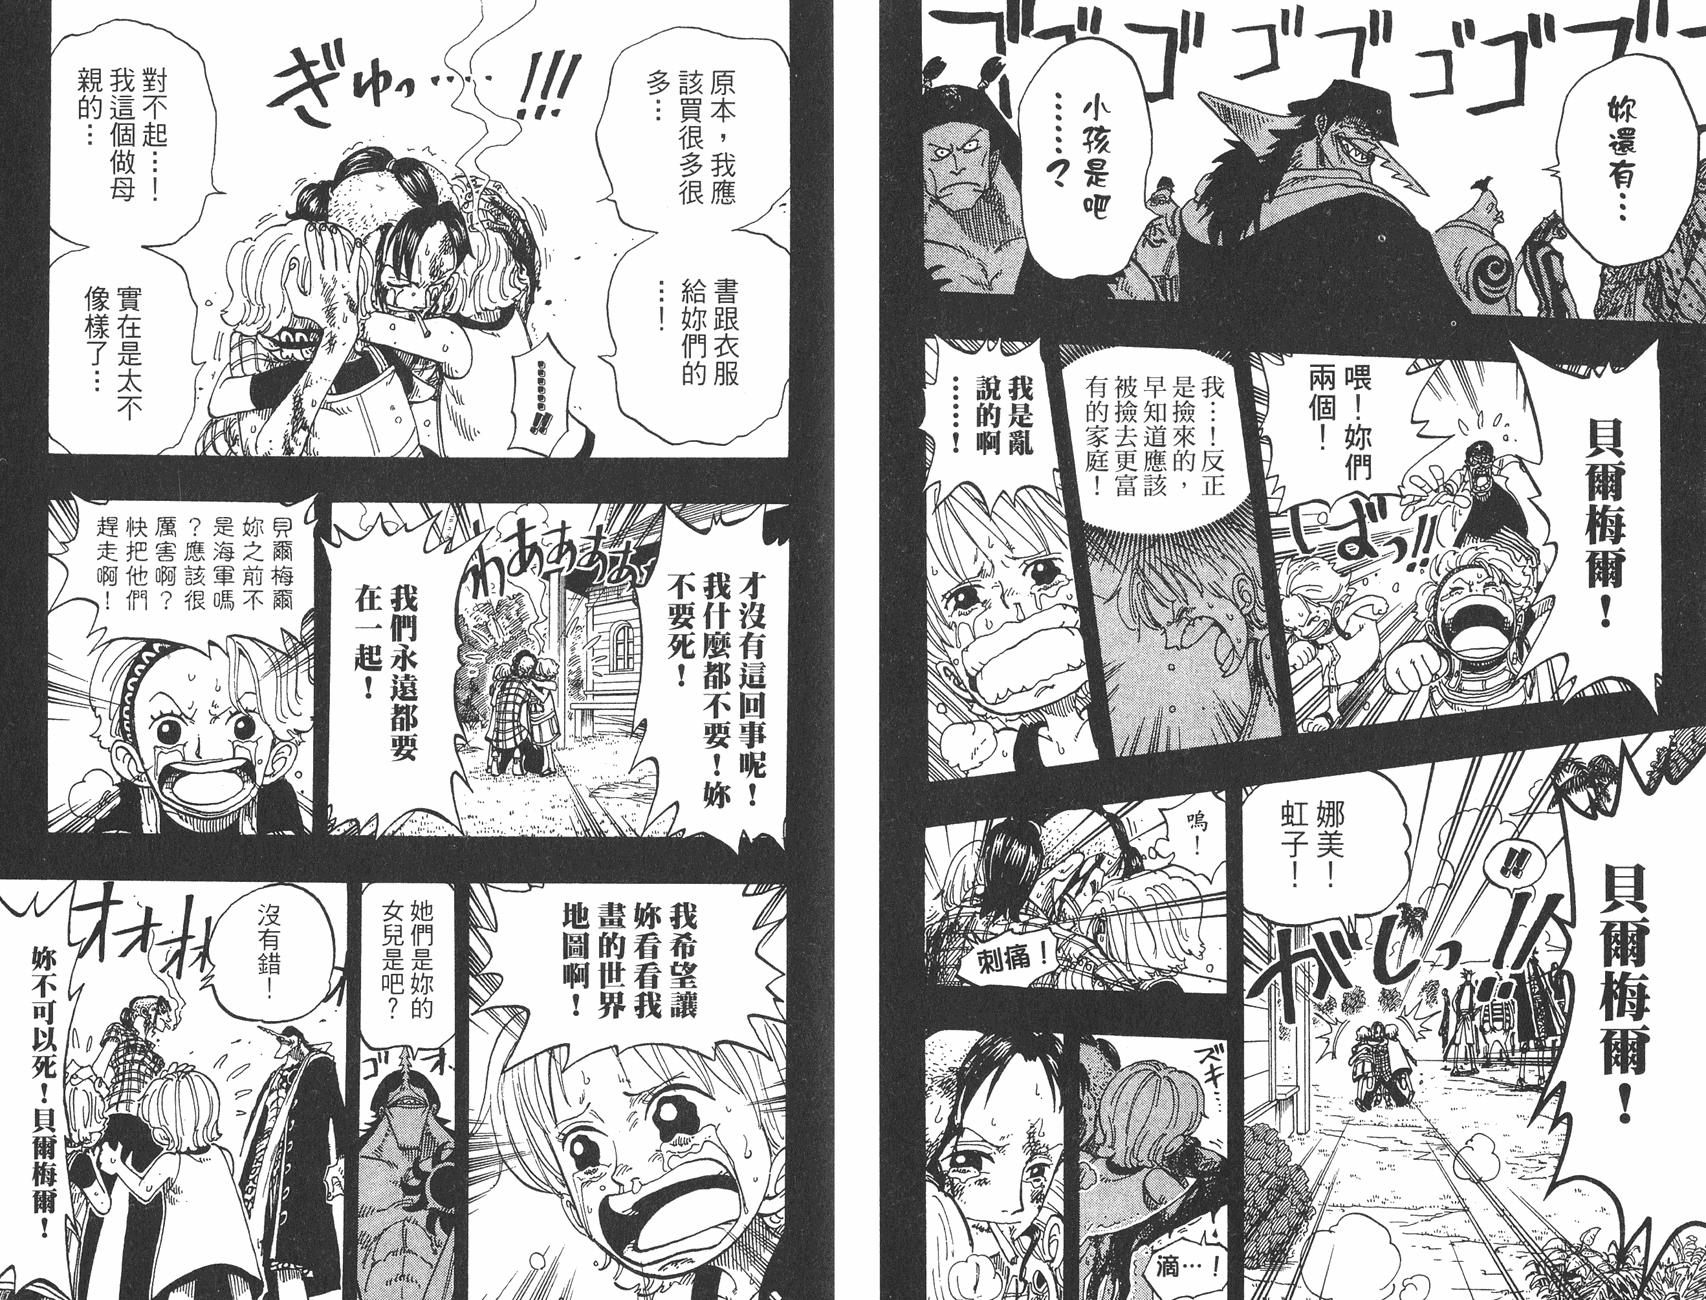 ゴゴゴゴゴゴゴ
妳還有…
小孩是吧
……？
貝爾梅爾！
喂！妳們
兩個！
しばっ!!
我…！反正
是撿來的，
早知道應該
被撿去更富
有的家庭！
我是亂
說的啊
……！
貝爾梅爾！
!!
娜美！
虹子！
がしっ!!
嗚！
刺痛！
ズキ
滴…！
ぎゅっ……!!!
原本，我應
該買很多很
多…
書跟衣服
給妳們的
…！
對不起…！
我這個做母
親的…
實在是太不
像樣了…
……!!
才沒有這回事呢！
我什麼都不要！妳
不要死！
わあああぁ
我們永遠都要
在一起！
貝爾梅爾
妳之前不
是海軍嗎
？應該很
厲害啊？
快把他們
趕走啊！
我希望讓
妳看看我
畫的世界
地圖啊！
她們是妳的
女兒是吧？
ゴオ
沒有錯！
オオオオ
妳不可以死！貝爾梅爾！